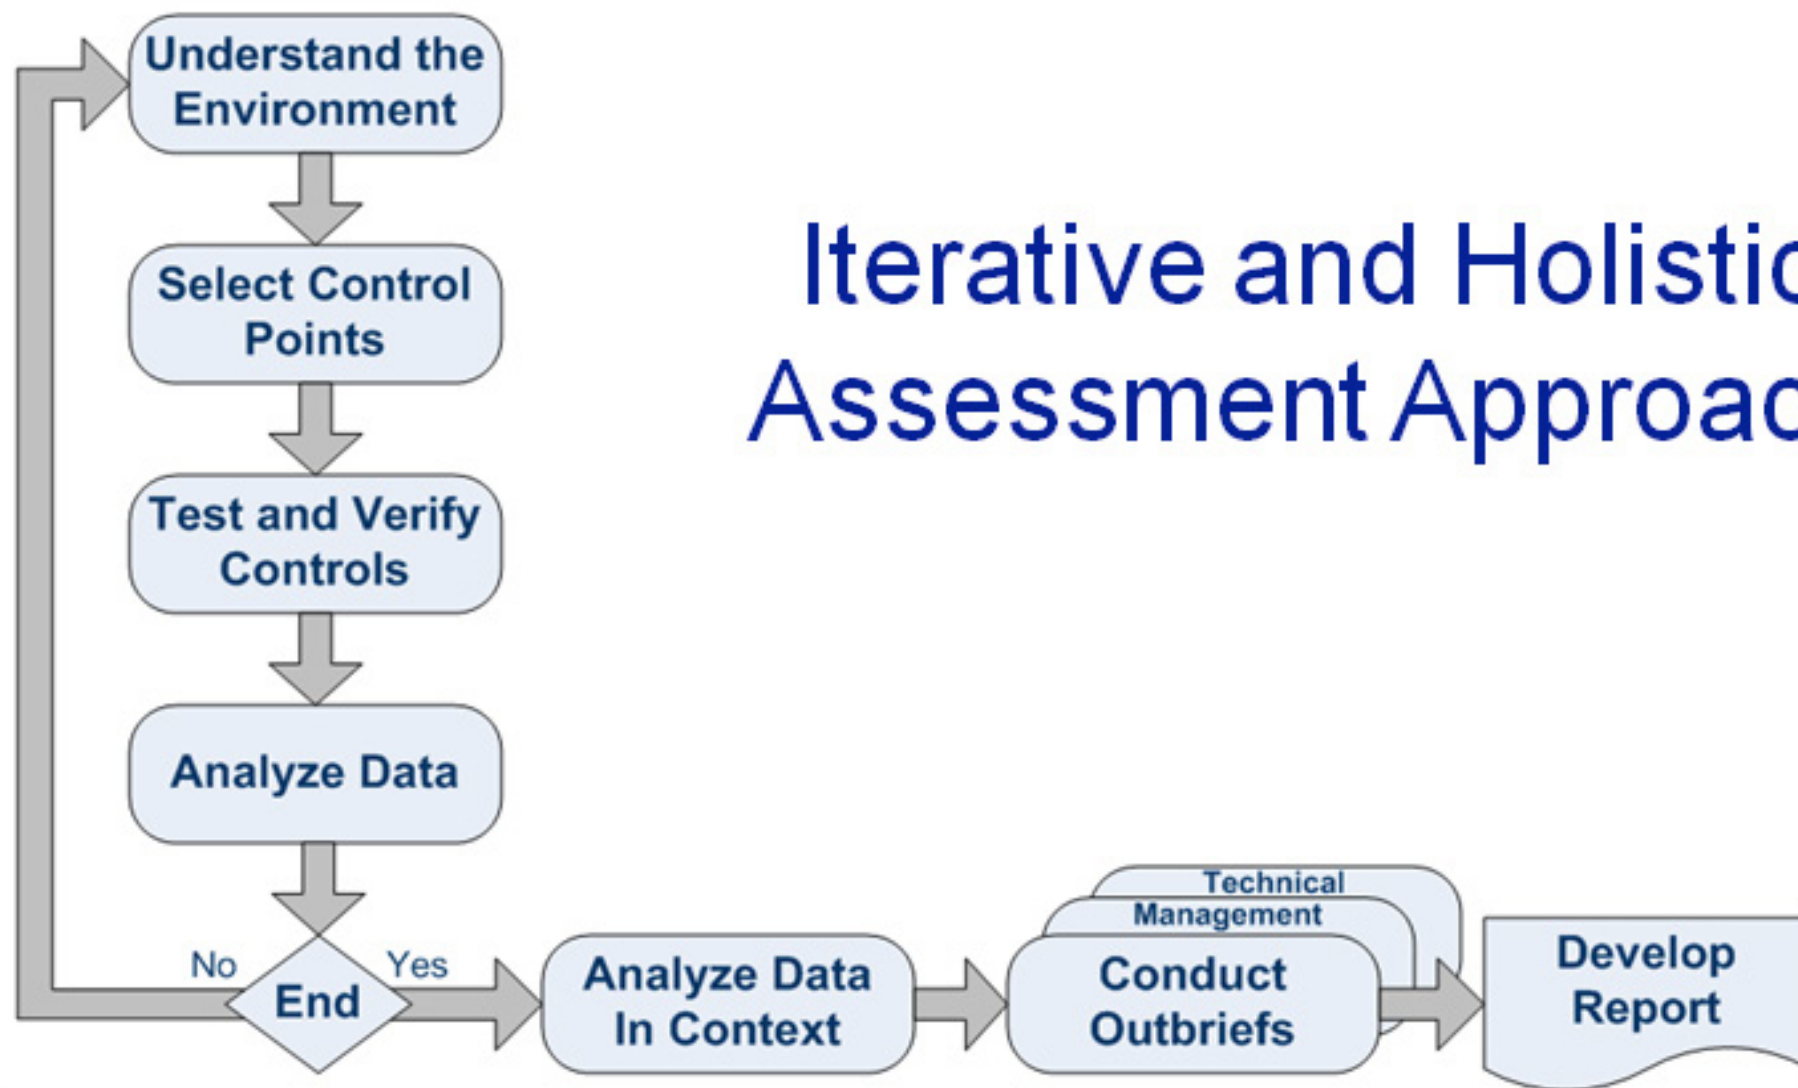 Understand the
Environment
Iterative and Holistic
Assessment Approac
Select Control
Points
Test and Verify
Controls
Analyze Data
No
Yes
End
Analyze Data
In Context
Technical
Management
Conduct
Outbriefs
Develop
Report